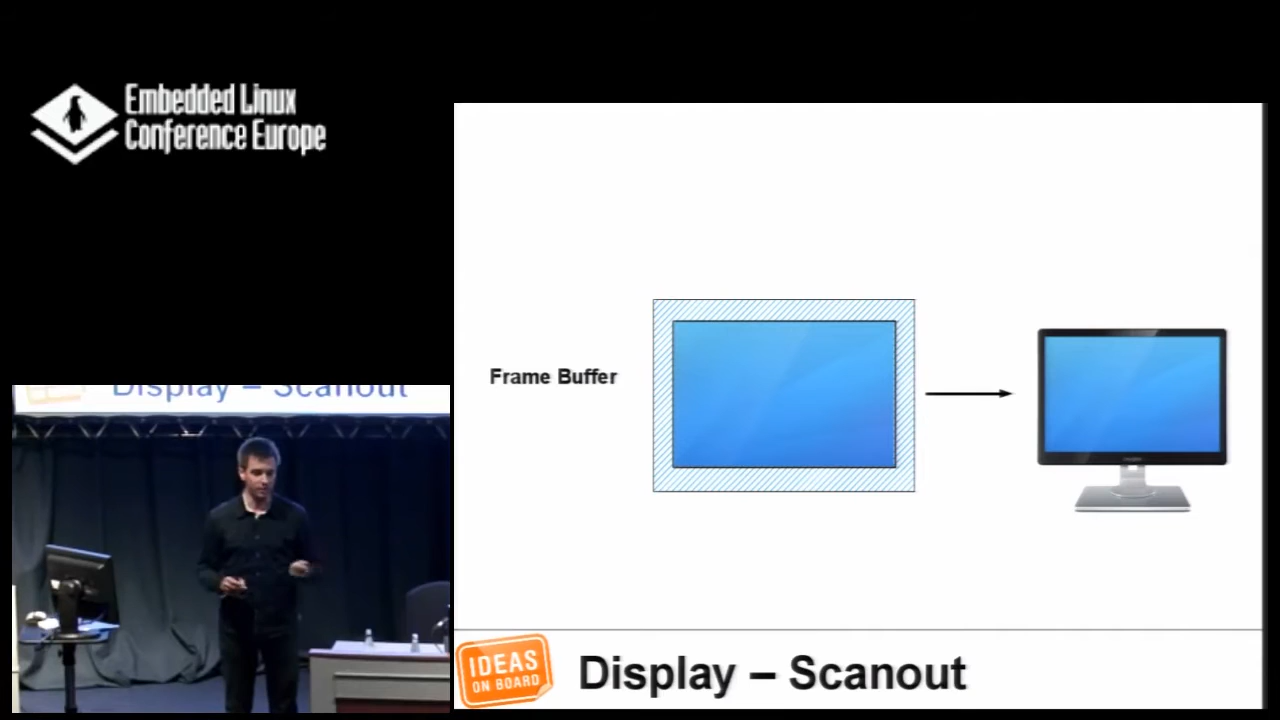 Embedded Linux
Conference Europe
Frame Buffer
Display – Scanout
IDEAS
ON BOARD
Display – Scanout